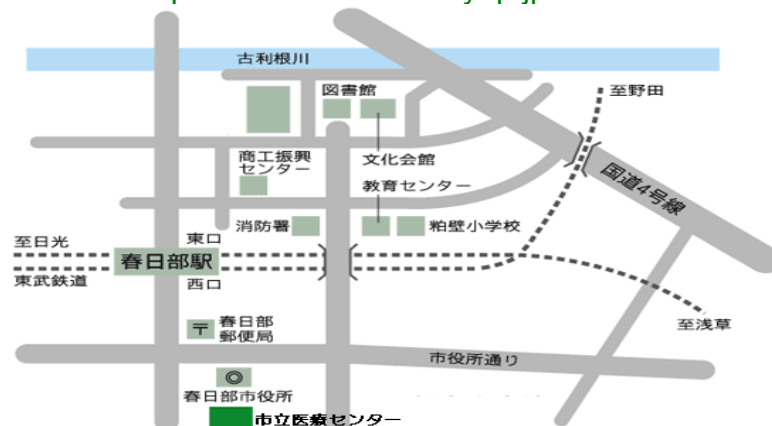 古利根川
図書館
至野田
商工振興
センター
文化会館
教育センター
国道4号線
消防署
粕壁小学校
至日光
東口
春日部駅
東武鉄道
西口
至浅草
〒
春日部
郵便局
市役所通り
◎
春日部市役所
市立医療センター